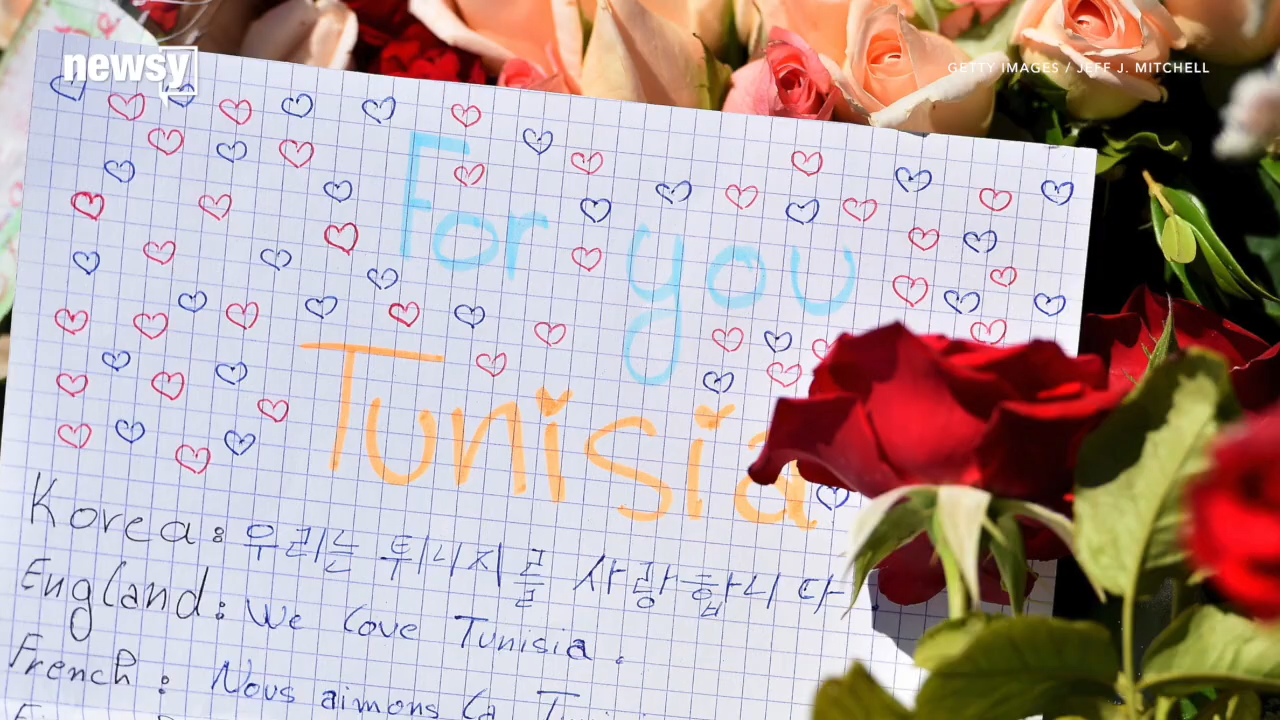 newsy
GETTY IMAGES / JEFF J. MITCHELL
For you
Tunisia
Korea: 우리는 튀니지를 사랑합니다.
England: We love Tunisia.
French: Nous aimons la